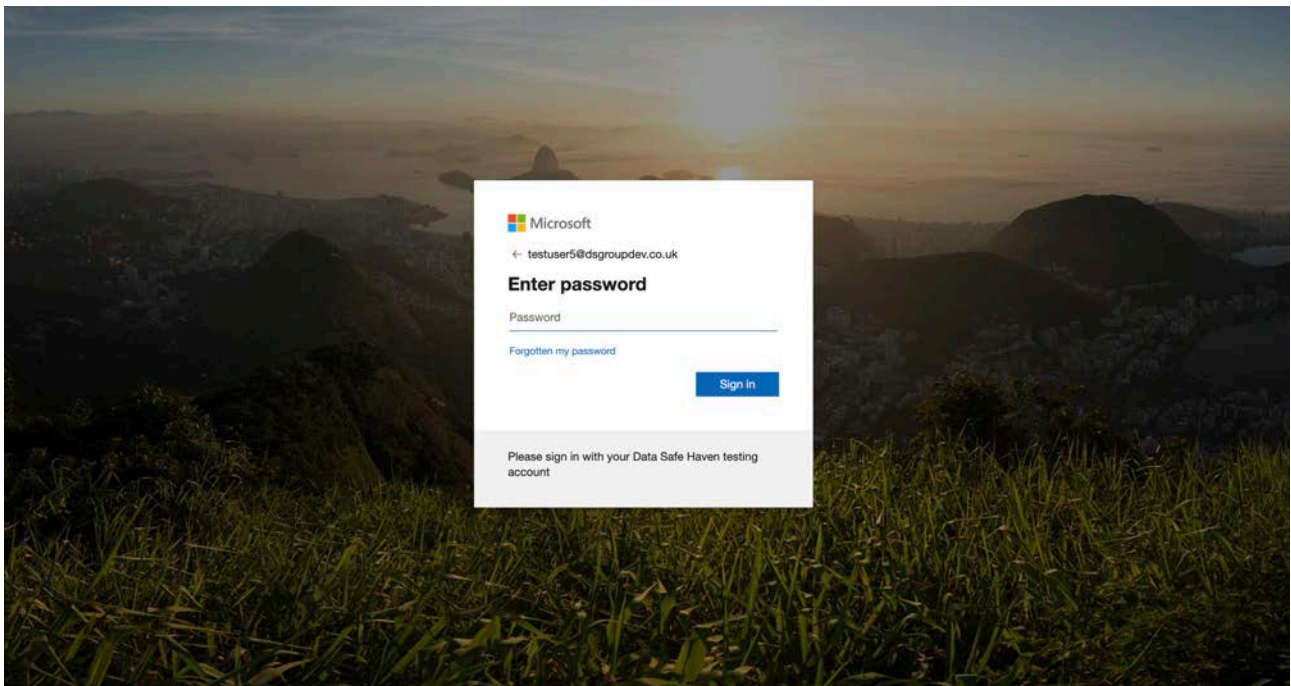 Microsoft
← testuser5@dsgroupdev.co.uk
Enter password
Password
Forgotten my password
Sign in
Please sign in with your Data Safe Haven testing
account